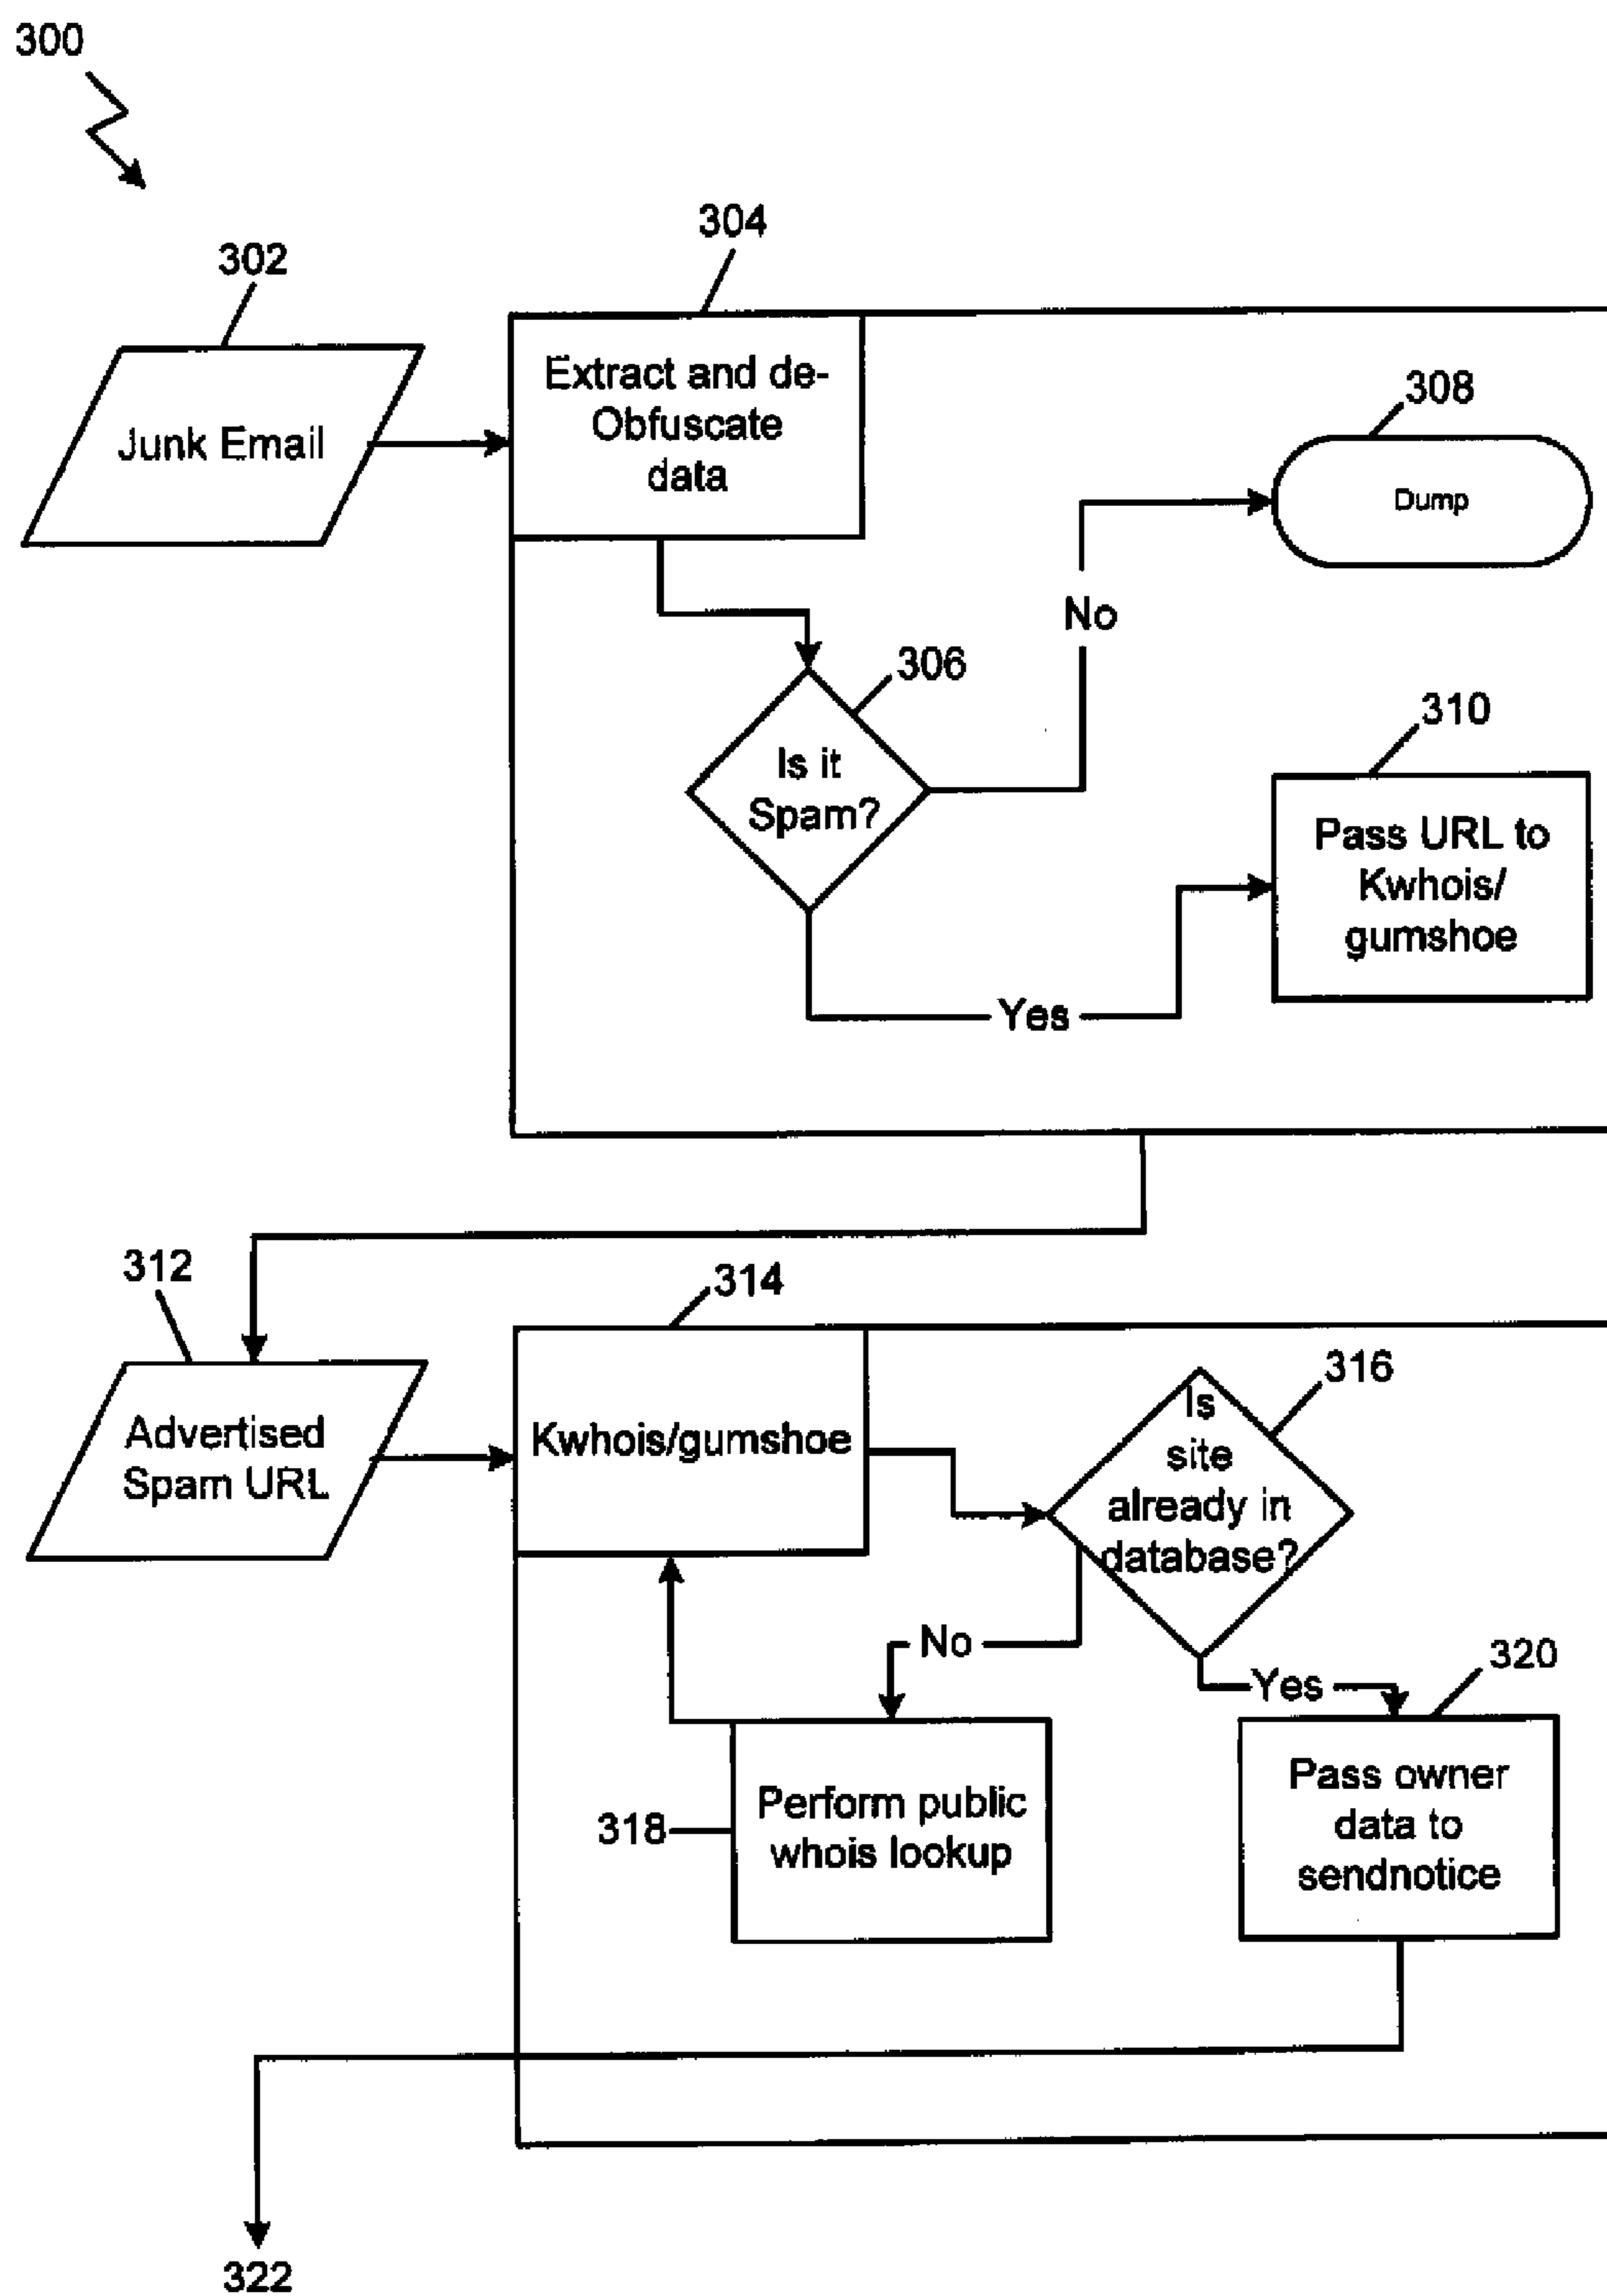 300
302
304
Junk Email
Extract and de-
Obfuscate
data
308
Dump
No
306
Is it
Spam?
310
Pass URL to
Kwhois/
gumshoe
Yes
312
314
Advertised
Spam URL
Kwhois/gumshoe
316
Is
site
already in
database?
No
Yes
320
318
Perform public
whois lookup
Pass owner
data to
sendnotice
322